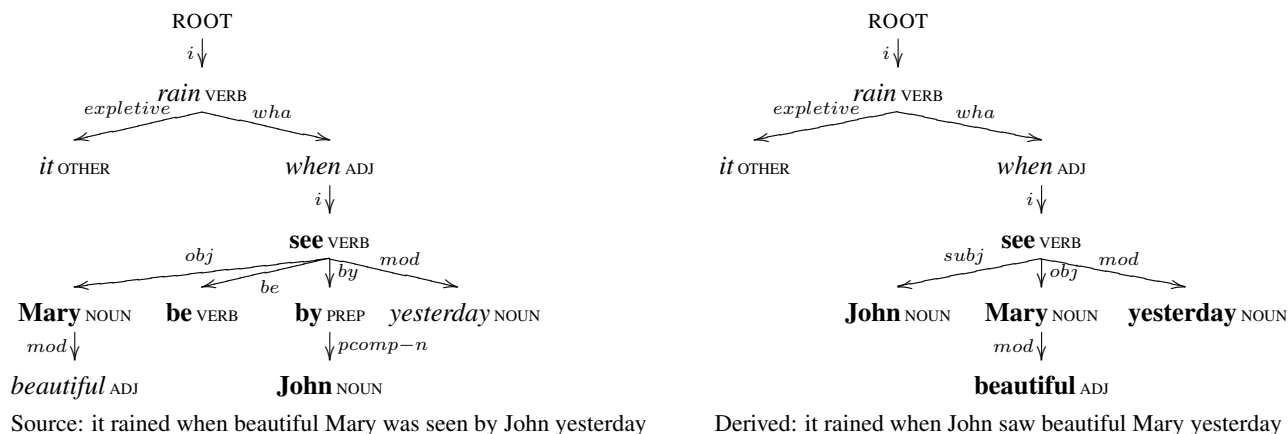 ROOT
i
rain VERB
expletive wha
it OTHER when ADJ
i
see VERB
obj be by mod
Mary NOUN be VERB by PREP yesterday NOUN
mod pcomp−n
beautiful ADJ John NOUN
Source: it rained when beautiful Mary was seen by John yesterday
ROOT
i
rain VERB
expletive wha
it OTHER when ADJ
i
see VERB
subj obj mod
John NOUN Mary NOUN yesterday NOUN
mod
beautiful ADJ
Derived: it rained when John saw beautiful Mary yesterday